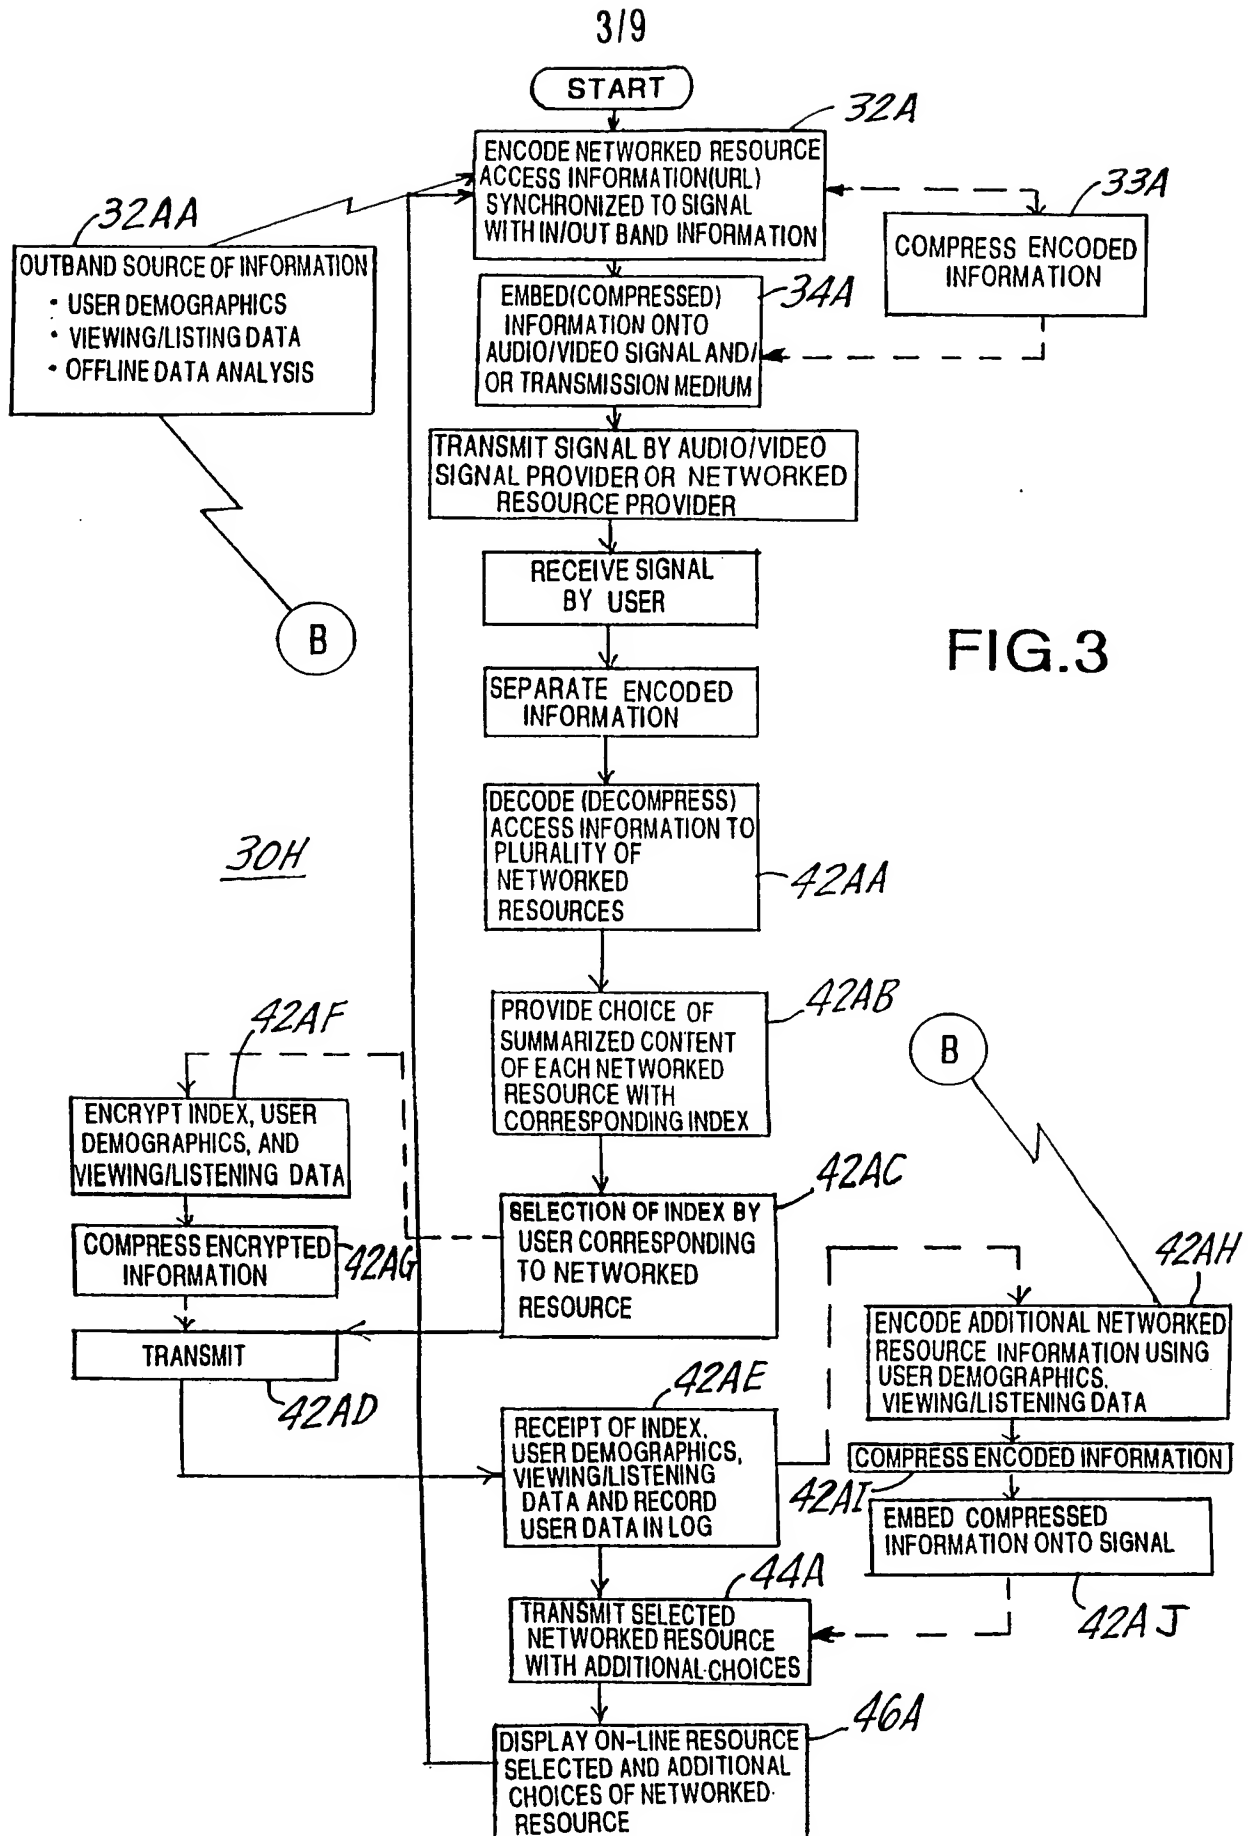 3/9
START
32A
ENCODE NETWORKED RESOURCE
ACCESS INFORMATION(URL)
SYNCHRONIZED TO SIGNAL
WITH IN/OUT BAND INFORMATION
33A
COMPRESS ENCODED
INFORMATION
32AA
OUTBAND SOURCE OF INFORMATION
• USER DEMOGRAPHICS
• VIEWING/LISTING DATA
• OFFLINE DATA ANALYSIS
34A
EMBED(COMPRESSED)
INFORMATION ONTO
AUDIO/VIDEO SIGNAL AND/
OR TRANSMISSION MEDIUM
TRANSMIT SIGNAL BY AUDIO/VIDEO
SIGNAL PROVIDER OR NETWORKED
RESOURCE PROVIDER
RECEIVE SIGNAL
BY USER
B
FIG.3
SEPARATE ENCODED
INFORMATION
DECODE (DECOMPRESS)
ACCESS INFORMATION TO
PLURALITY OF
NETWORKED
RESOURCES
42AA
30H
42AB
PROVIDE CHOICE OF
SUMMARIZED CONTENT
OF EACH NETWORKED
RESOURCE WITH
CORRESPONDING INDEX
B
42AF
ENCRYPT INDEX, USER
DEMOGRAPHICS, AND
VIEWING/LISTENING DATA
42AC
SELECTION OF INDEX BY
USER CORRESPONDING
TO NETWORKED
RESOURCE
COMPRESS ENCRYPTED
INFORMATION
42AG
TRANSMIT
42AD
42AH
ENCODE ADDITIONAL NETWORKED
RESOURCE INFORMATION USING
USER DEMOGRAPHICS,
VIEWING/LISTENING DATA
42AE
RECEIPT OF INDEX,
USER DEMOGRAPHICS,
VIEWING/LISTENING
DATA AND RECORD
USER DATA IN LOG
COMPRESS ENCODED INFORMATION
42AI
EMBED COMPRESSED
INFORMATION ONTO SIGNAL
42AJ
44A
TRANSMIT SELECTED
NETWORKED RESOURCE
WITH ADDITIONAL CHOICES
46A
DISPLAY ON-LINE RESOURCE
SELECTED AND ADDITIONAL
CHOICES OF NETWORKED
RESOURCE